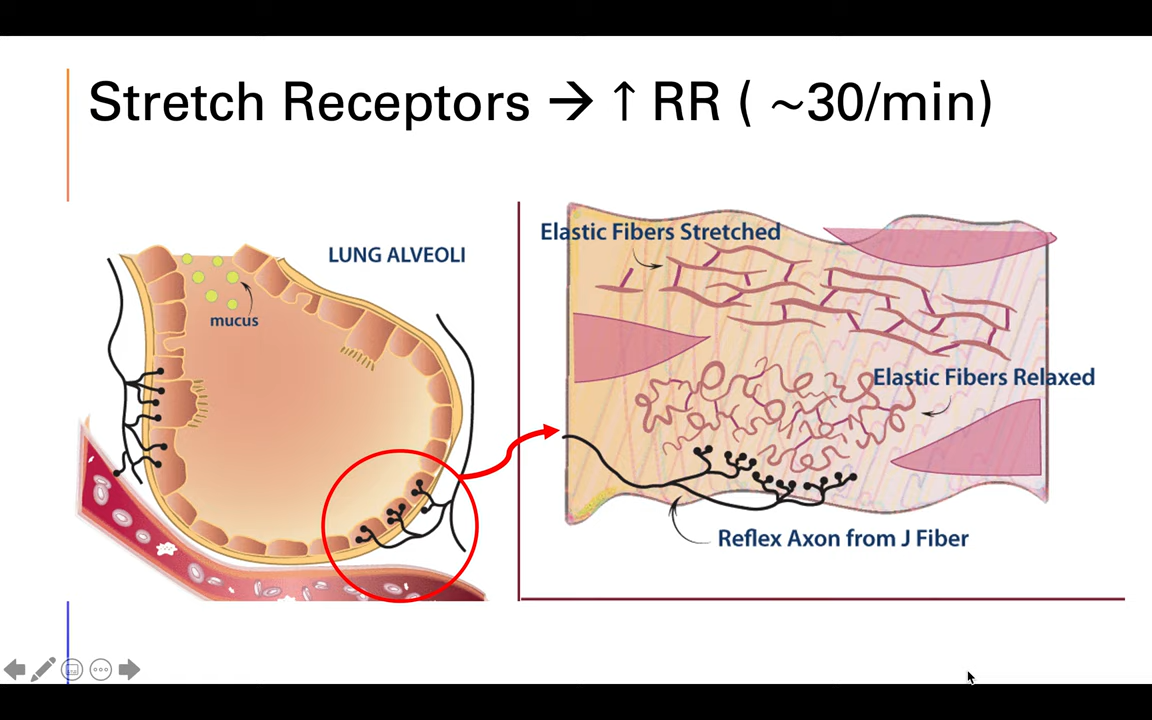 Stretch Receptors → ↑ RR ( ~30/min)
LUNG ALVEOLI
mucus
Elastic Fibers Stretched
Elastic Fibers Relaxed
Reflex Axon from J Fiber